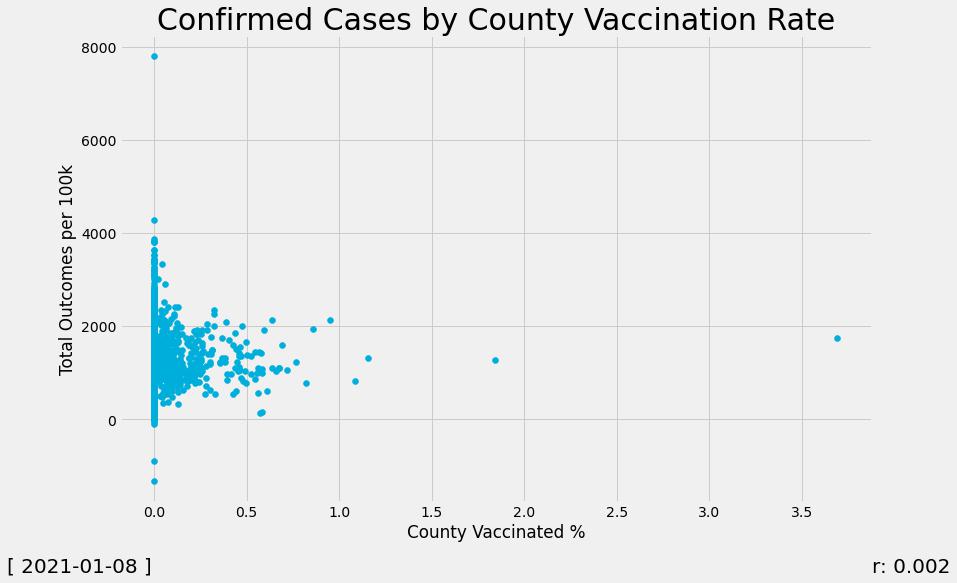 Confirmed Cases by County Vaccination Rate
8000
6000
4000
2000
0
Total Outcomes per 100k
0.0 0.5 1.0 1.5 2.0 2.5 3.0 3.5
County Vaccinated %
[ 2021-01-08 ]
r: 0.002